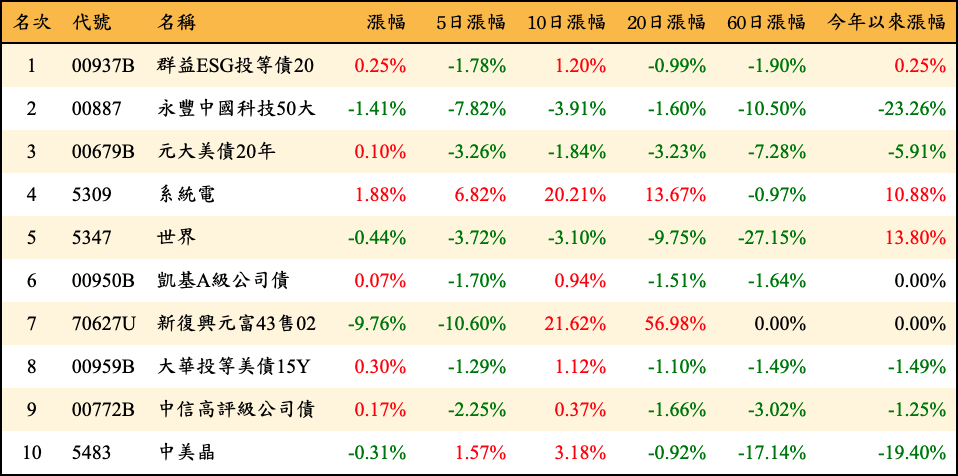 名次 代號 名稱 漲幅 5日漲幅 10日漲幅 20日漲幅 60日漲幅 今年以來漲幅
1 00937B 群益ESG投等債20 0.25% -1.78% 1.20% -0.99% -1.90% 0.25%
2 00887 永豐中國科技50大 -1.41% -7.82% -3.91% -1.60% -10.50% -23.26%
3 00679B 元大美債20年 0.10% -3.26% -1.84% -3.23% -7.28% -5.91%
4 5309 系統電 1.88% 6.82% 20.21% 13.67% -0.97% 10.88%
5 5347 世界 -0.44% -3.72% -3.10% -9.75% -27.15% 13.80%
6 00950B 凱基A級公司債 0.07% -1.70% 0.94% -1.51% -1.64% 0.00%
7 70627U 新復興元富43售02 -9.76% -10.60% 21.62% 56.98% 0.00% 0.00%
8 00959B 大華投等美債15Y 0.30% -1.29% 1.12% -1.10% -1.49% -1.49%
9 00772B 中信高評級公司債 0.17% -2.25% 0.37% -1.66% -3.02% -1.25%
10 5483 中美晶 -0.31% 1.57% 3.18% -0.92% -17.14% -19.40%